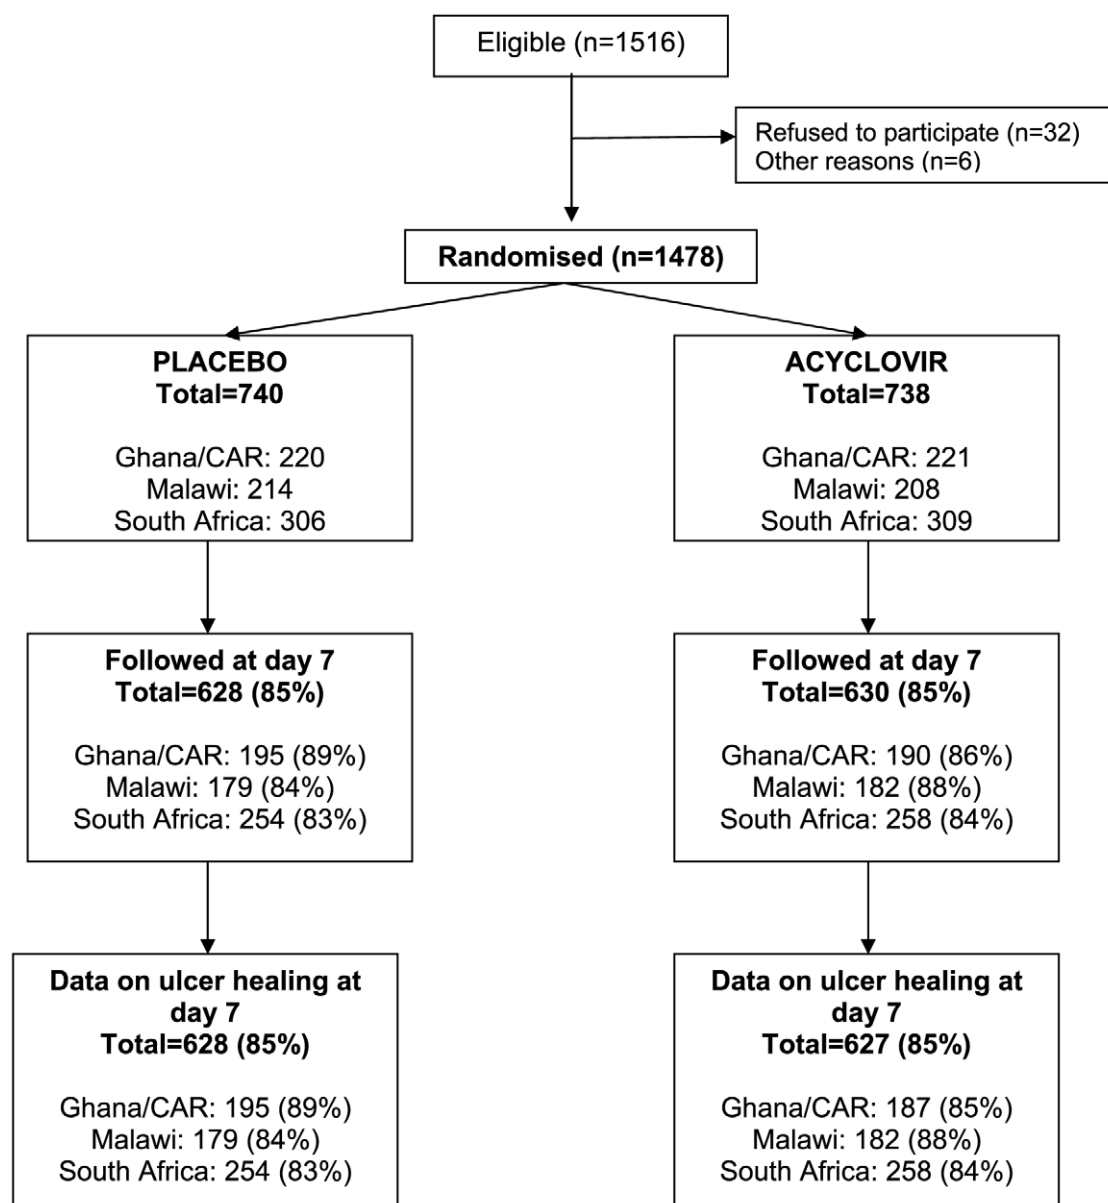 Eligible (n=1516)
Refused to participate (n=32)
Other reasons (n=6)
Randomised (n=1478)
PLACEBO
Total=740
Ghana/CAR: 220
Malawi: 214
South Africa: 306
ACYCLOVIR
Total=738
Ghana/CAR: 221
Malawi: 208
South Africa: 309
Followed at day 7
Total=628 (85%)
Ghana/CAR: 195 (89%)
Malawi: 179 (84%)
South Africa: 254 (83%)
Followed at day 7
Total=630 (85%)
Ghana/CAR: 190 (86%)
Malawi: 182 (88%)
South Africa: 258 (84%)
Data on ulcer healing at
day 7
Total=628 (85%)
Ghana/CAR: 195 (89%)
Malawi: 179 (84%)
South Africa: 254 (83%)
Data on ulcer healing at
day 7
Total=627 (85%)
Ghana/CAR: 187 (85%)
Malawi: 182 (88%)
South Africa: 258 (84%)